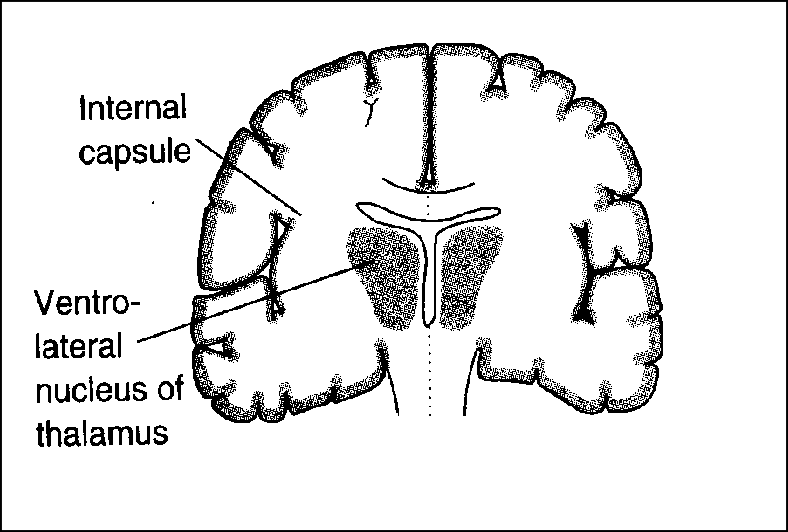 Internal
capsule
Ventro-
lateral
nucleus of
thalamus